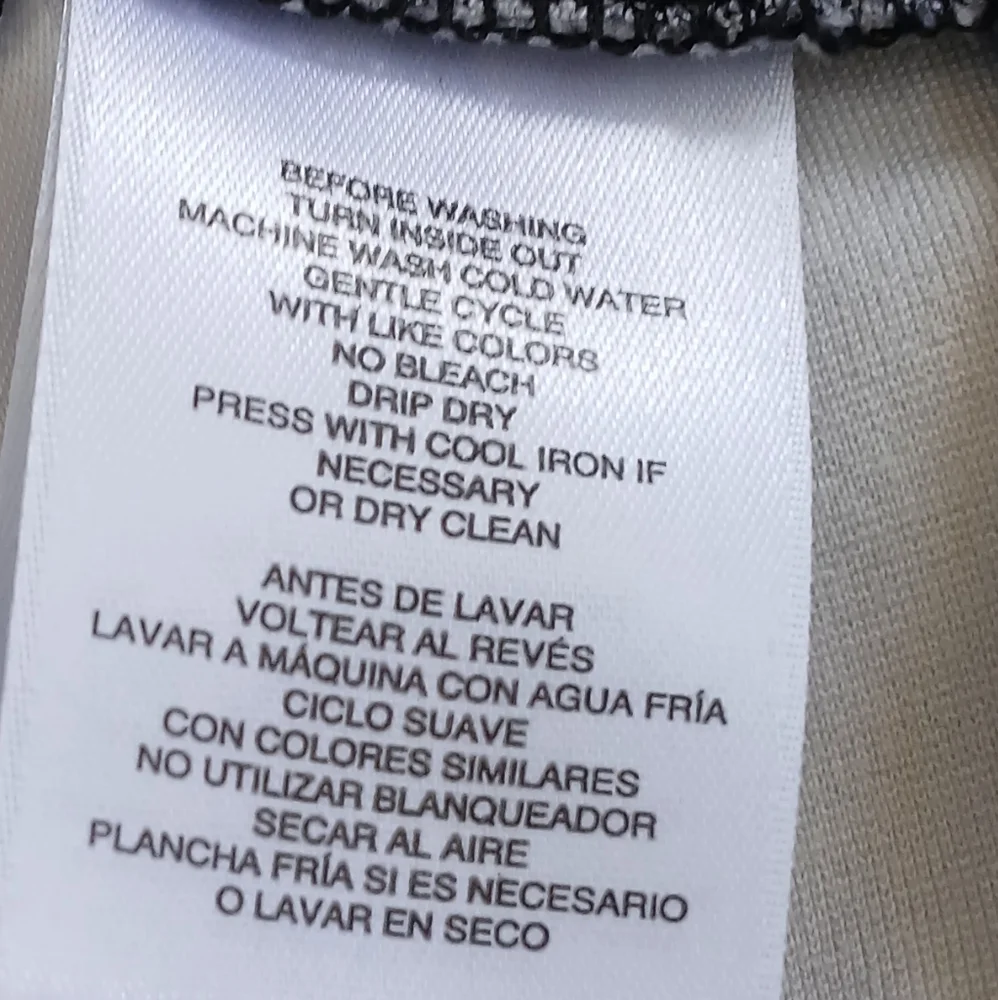 BEFORE WASHING
TURN INSIDE OUT
MACHINE WASH COLD WATER
GENTLE CYCLE
WITH LIKE COLORS
NO BLEACH
DRIP DRY
PRESS WITH COOL IRON IF
NECESSARY
OR DRY CLEAN
ANTES DE LAVAR
VOLTEAR AL REVÉS
LAVAR A MÁQUINA CON AGUA FRÍA
CICLO SUAVE
CON COLORES SIMILARES
NO UTILIZAR BLANQUEADOR
SECAR AL AIRE
PLANCHA FRÍA SI ES NECESARIO
O LAVAR EN SECO